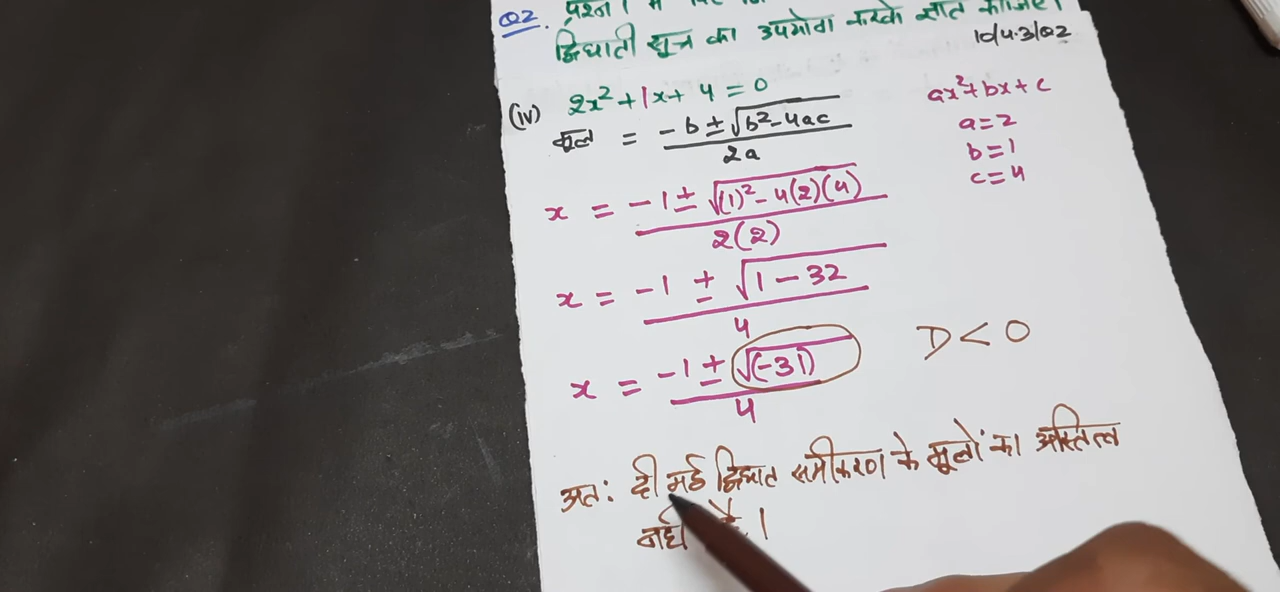 Q2. प्रश्न 1 में
द्विघाती सूत्र का उपयोग करके ज्ञात कीजिए।
10/4.3/Q2
(iv) 2x² + 1x + 4 = 0
ax² + bx + c
मूल = -b ± √(b² - 4ac) / 2a
a = 2
b = 1
c = 4
x = -1 ± √((1)² - 4(2)(4)) / 2(2)
x = -1 ± √(1 - 32) / 4
x = -1 ± √(-31) / 4
D < 0
अतः दी गई द्विघात समीकरण के मूलों का अस्तित्व
नहीं है।